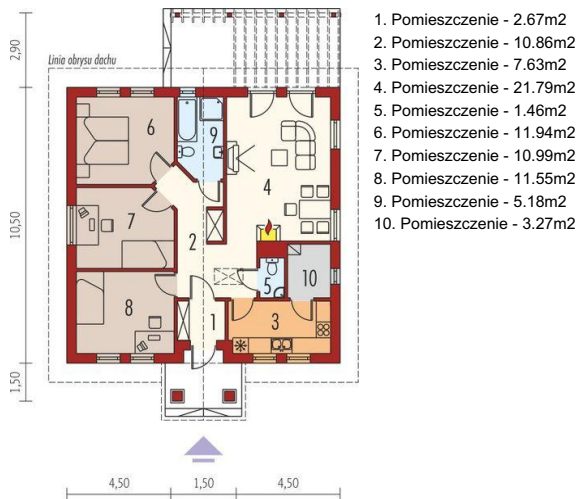 2,90
Linia obrysu dachu
10,50
1,50
6
9
4
7
2
8
1
5
10
3
4,50
1,50
4,50
1. Pomieszczenie - 2.67m2
2. Pomieszczenie - 10.86m2
3. Pomieszczenie - 7.63m2
4. Pomieszczenie - 21.79m2
5. Pomieszczenie - 1.46m2
6. Pomieszczenie - 11.94m2
7. Pomieszczenie - 10.99m2
8. Pomieszczenie - 11.55m2
9. Pomieszczenie - 5.18m2
10. Pomieszczenie - 3.27m2